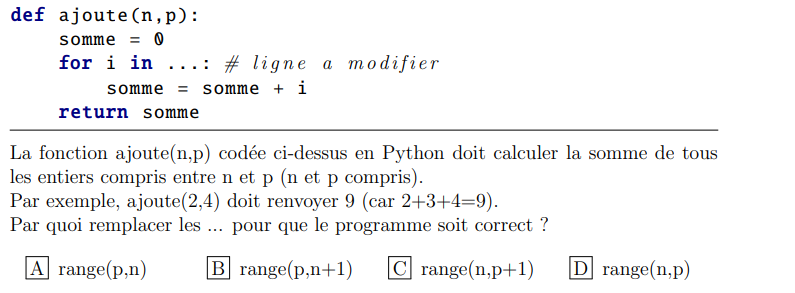 def ajoute(n,p):
    somme = 0
    for i in ...: # ligne a modifier
        somme = somme + i
    return somme
La fonction ajoute(n,p) codée ci-dessus en Python doit calculer la somme de tous
les entiers compris entre n et p (n et p compris).
Par exemple, ajoute(2,4) doit renvoyer 9 (car 2+3+4=9).
Par quoi remplacer les ... pour que le programme soit correct ?
A range(p,n) B range(p,n+1) C range(n,p+1) D range(n,p)